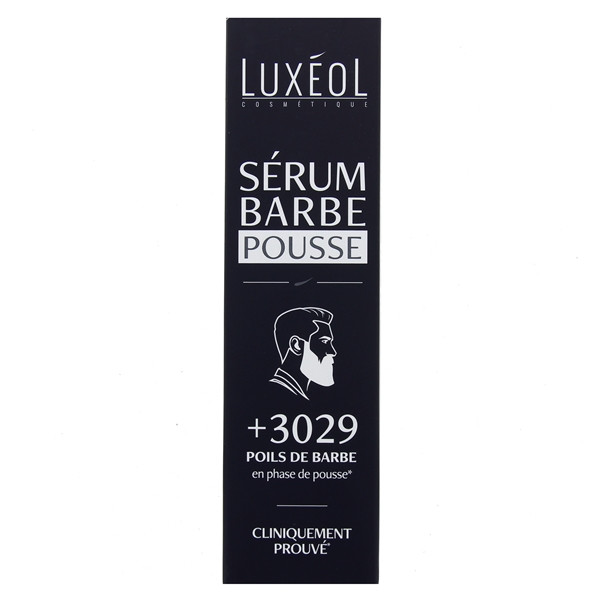 LUXÉOL
COSMÉTIQUE
SÉRUM
BARBE
POUSSE
+3029
POILS DE BARBE
en phase de pousse*
CLINIQUEMENT
PROUVÉ*